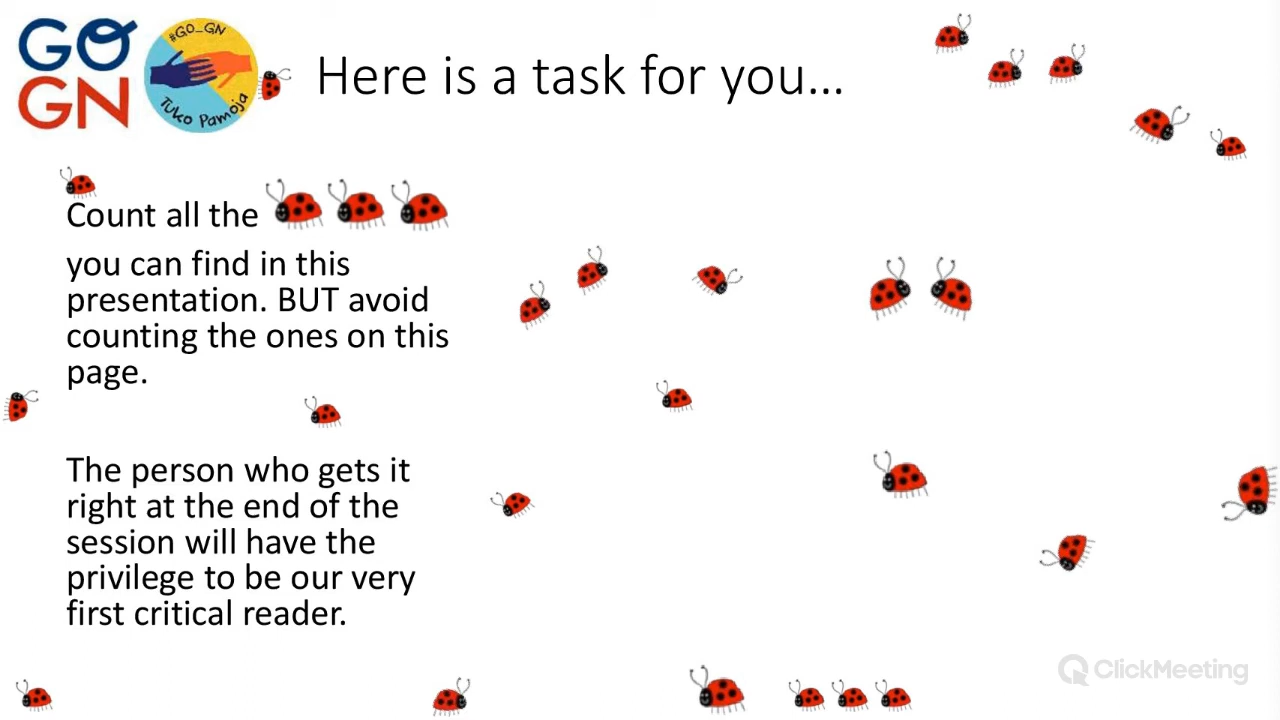 GO
GN
#GO_GN
Tuko Pamoja
Here is a task for you...
Count all the
you can find in this
presentation. BUT avoid
counting the ones on this
page.
The person who gets it
right at the end of the
session will have the
privilege to be our very
first critical reader.
ClickMeeting